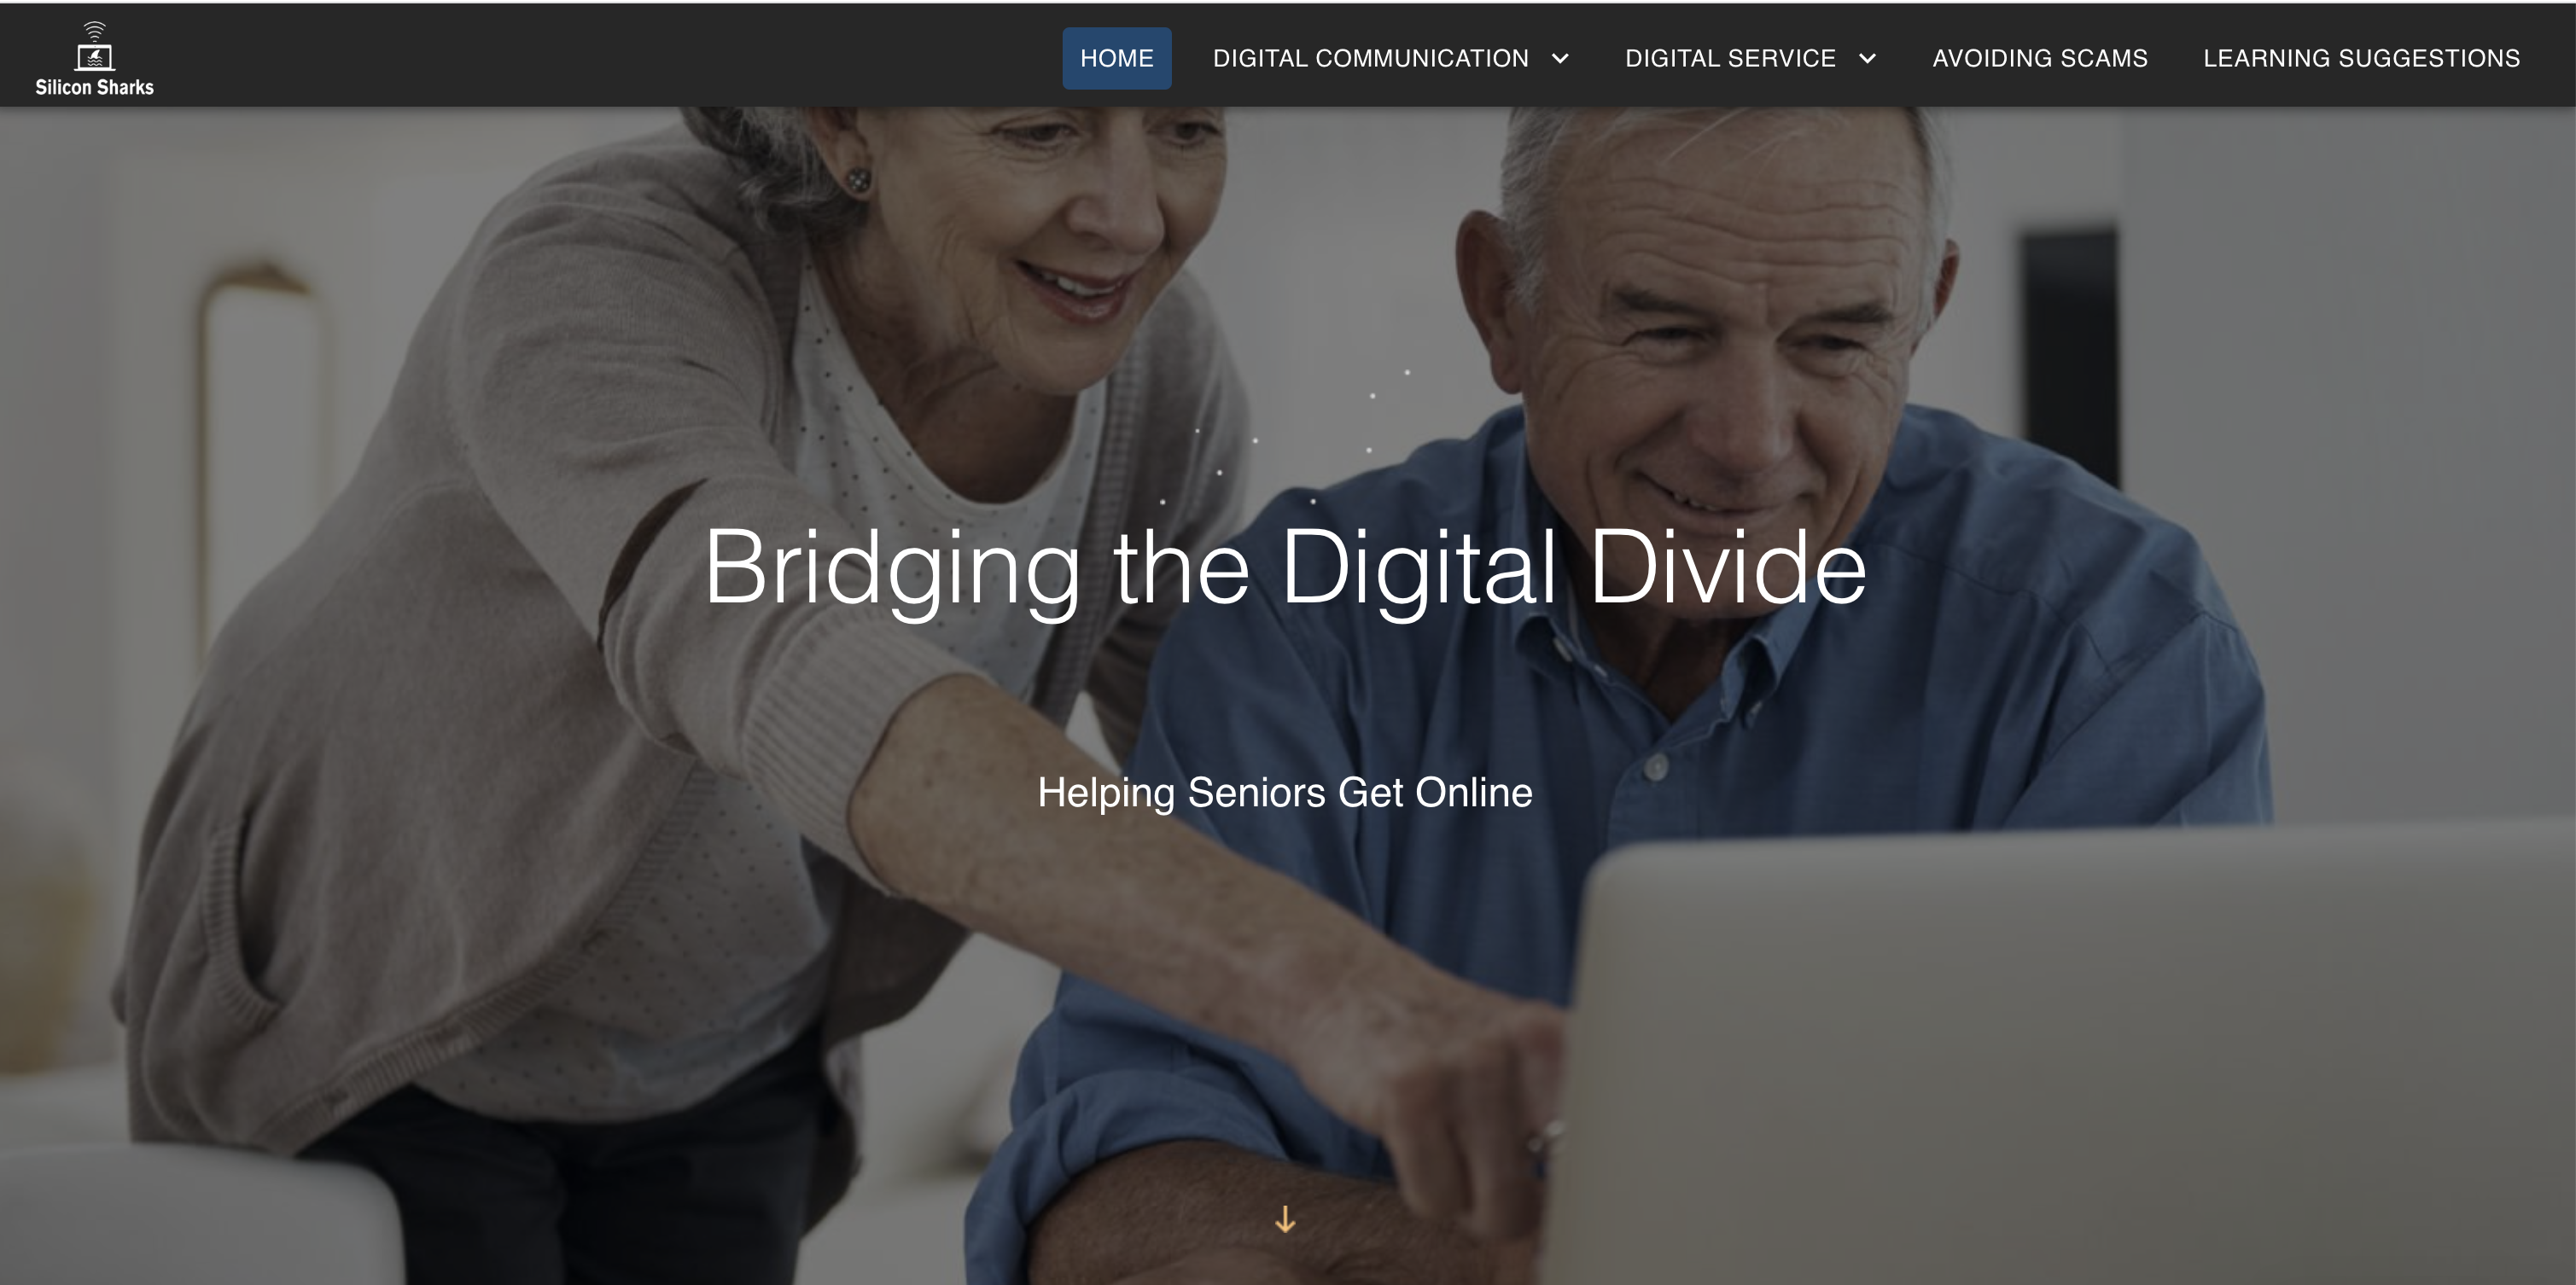 Silicon Sharks
HOME
DIGITAL COMMUNICATION
DIGITAL SERVICE
AVOIDING SCAMS
LEARNING SUGGESTIONS
Bridging the Digital Divide
Helping Seniors Get Online